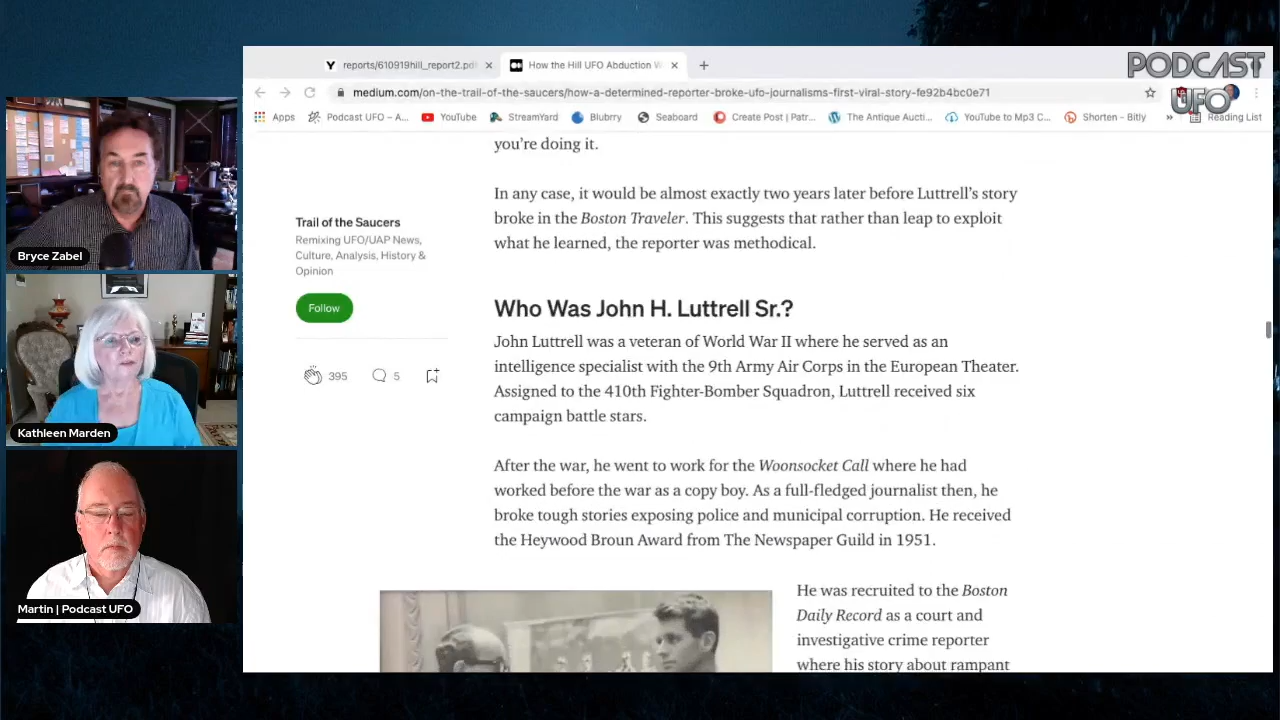 PODCAST
UFO
reports/610919hill_report2.pdf
How the Hill UFO Abduction W
medium.com/on-the-trail-of-the-saucers/how-a-determined-reporter-broke-ufo-journalisms-first-viral-story-fe92b4bc0e71
Apps
Podcast UFO – A...
YouTube
StreamYard
Blubrry
Seaboard
Create Post | Patr...
The Antique Aucti...
YouTube to Mp3 C...
Shorten - Bitly
»
Reading List
you're doing it.
In any case, it would be almost exactly two years later before Luttrell's story
broke in the Boston Traveler. This suggests that rather than leap to exploit
what he learned, the reporter was methodical.
Trail of the Saucers
Remixing UFO/UAP News,
Culture, Analysis, History &
Opinion
Follow
395
5
Who Was John H. Luttrell Sr.?
John Luttrell was a veteran of World War II where he served as an
intelligence specialist with the 9th Army Air Corps in the European Theater.
Assigned to the 410th Fighter-Bomber Squadron, Luttrell received six
campaign battle stars.
After the war, he went to work for the Woonsocket Call where he had
worked before the war as a copy boy. As a full-fledged journalist then, he
broke tough stories exposing police and municipal corruption. He received
the Heywood Broun Award from The Newspaper Guild in 1951.
He was recruited to the Boston
Daily Record as a court and
investigative crime reporter
where his story about rampant
Bryce Zabel
Kathleen Marden
Martin | Podcast UFO